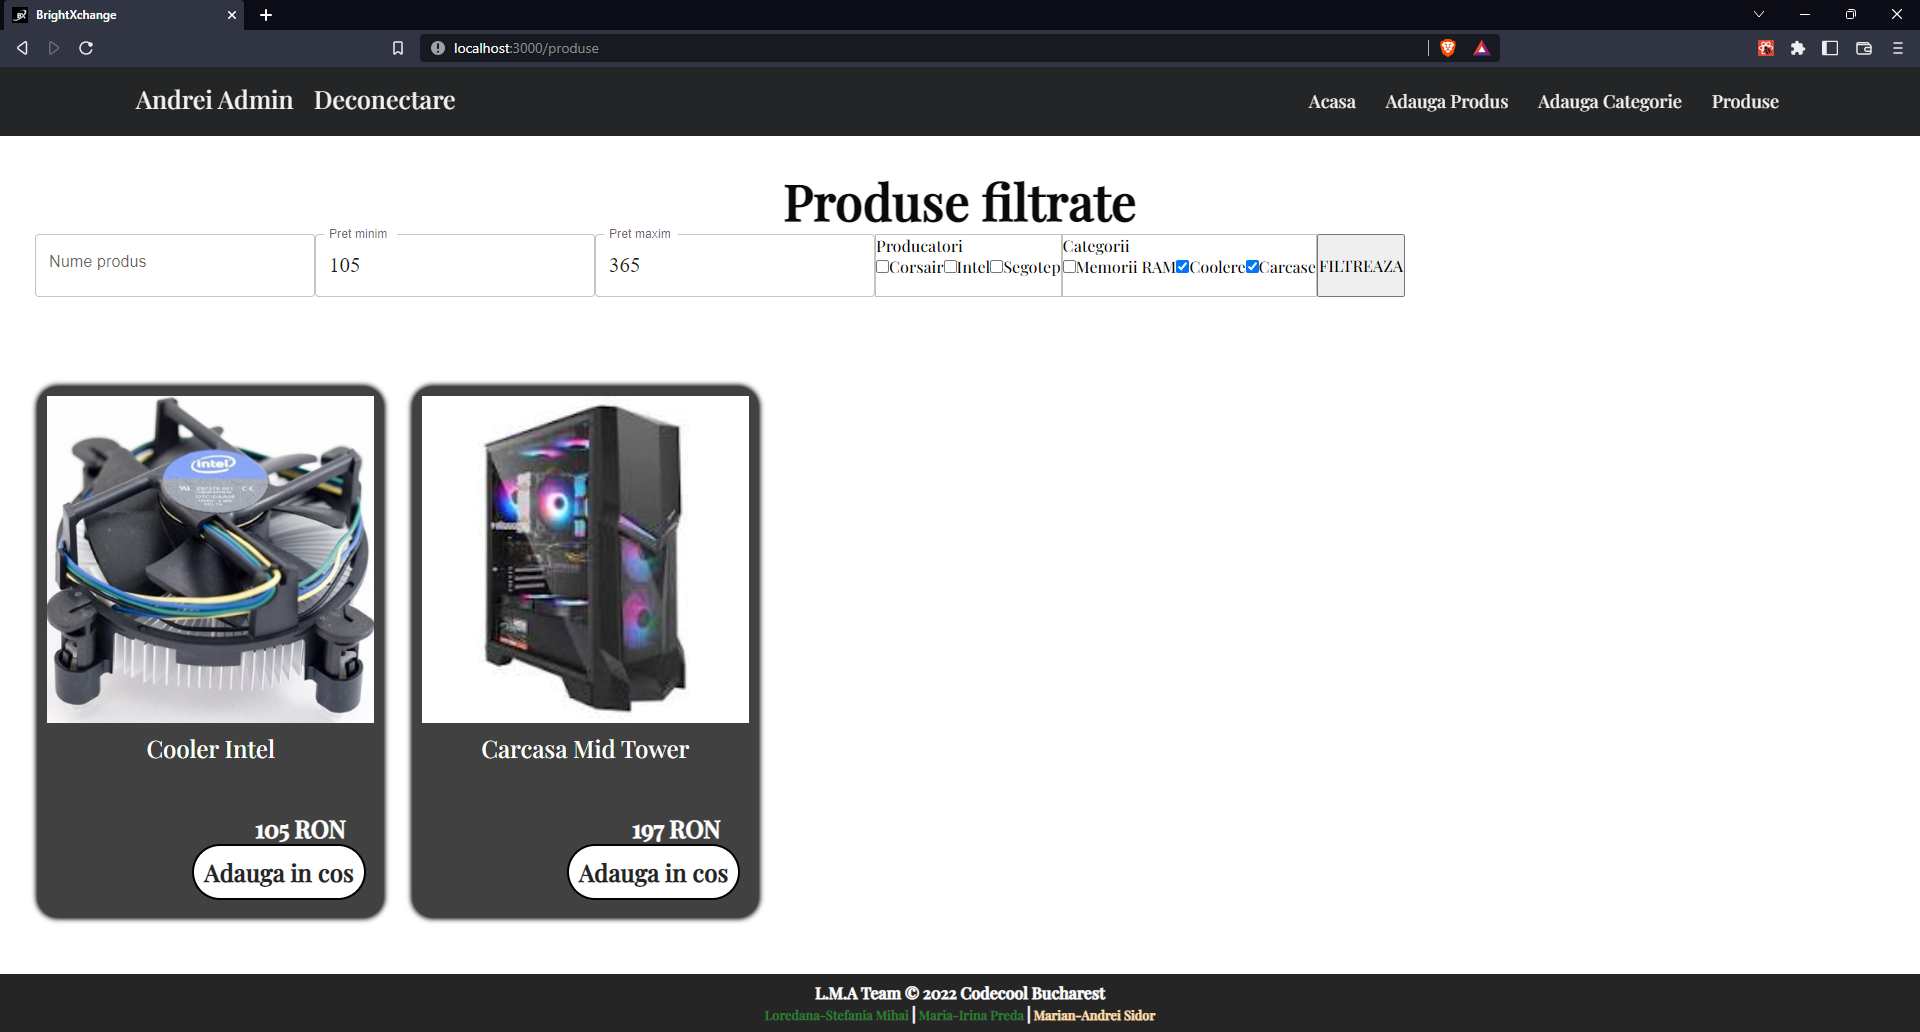 BrightXchange
localhost:3000/produse
Andrei Admin Deconectare Acasa Adauga Produs Adauga Categorie Produse
Produse filtrate
Nume produs
Pret minim
105
Pret maxim
365
Producatori
Corsair Intel Segotep
Categorii
Memorii RAM Coolere Carcase
FILTREAZA
intel
Cooler Intel
105 RON
Adauga in cos
Carcasa Mid Tower
197 RON
Adauga in cos
L.M.A Team © 2022 Codecool Bucharest
Loredana-Stefania Mihai | Maria-Irina Preda | Marian-Andrei Sidor